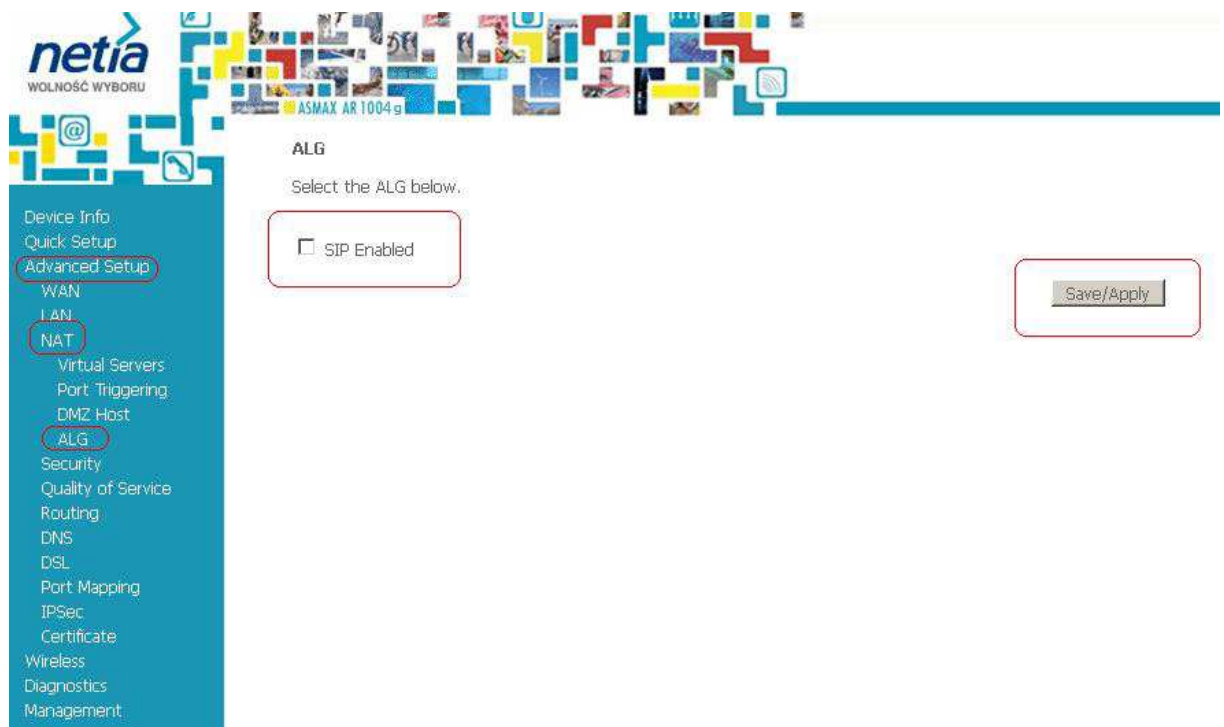 netia
WOLNOŚĆ WYBORU
ASMAX AR 1004 g
@
ALG
Select the ALG below.
SIP Enabled
Save/Apply
Device Info
Quick Setup
Advanced Setup
WAN
LAN
NAT
Virtual Servers
Port Triggering
DMZ Host
ALG
Security
Quality of Service
Routing
DNS
DSL
Port Mapping
IPSec
Certificate
Wireless
Diagnostics
Management